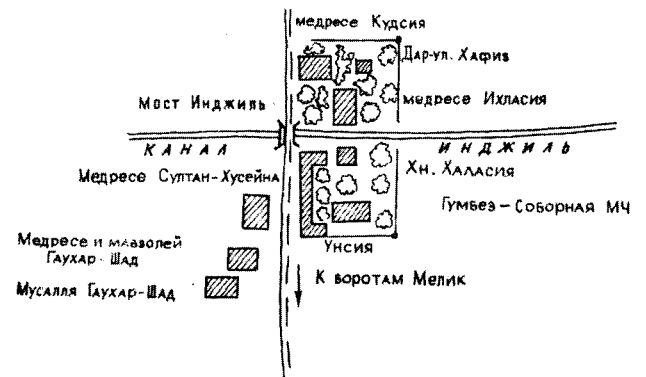 медресе Кудсия
Дар-ул. Хафиз
Мост Инджиль
медресе Ихласия
КАНАЛ
ИНДЖИЛЬ
Медресе Султан-Хусейна
Хн. Халасия
Гумбез-Соборная МЧ
Унсия
Медресе и мавзолей
Гаухар-Шад
К воротам Мелик
Мусалля Гаухар-Шад